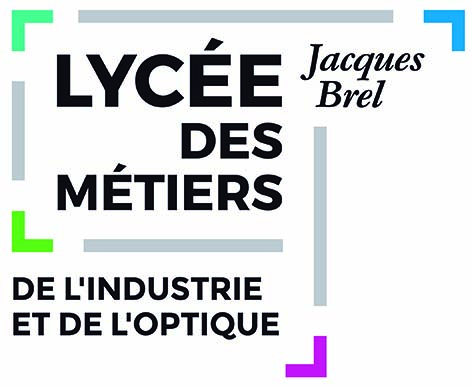 LYCÉE
DES
MÉTIERS
Jacques
Brel
DE L'INDUSTRIE
ET DE L'OPTIQUE